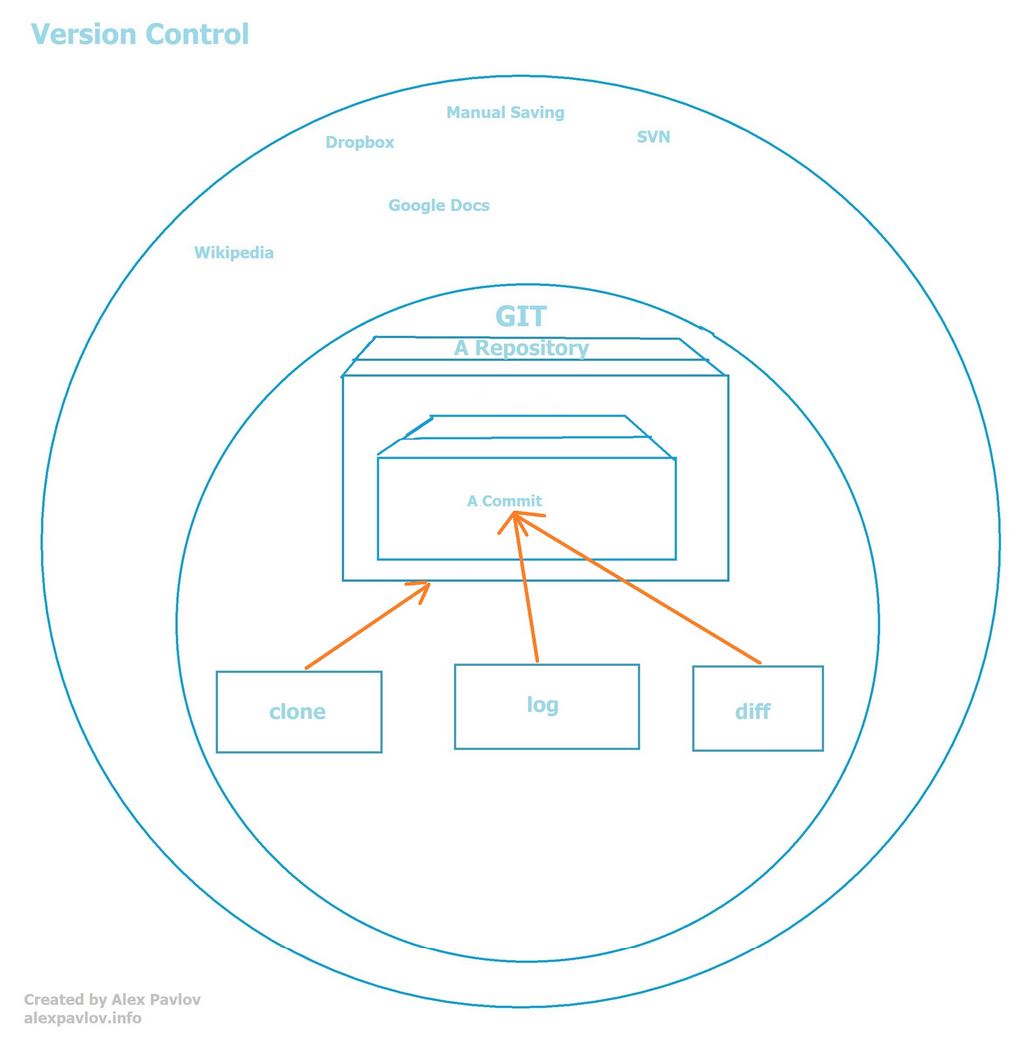 Version Control
Manual Saving
SVN
Dropbox
Google Docs
Wikipedia
GIT
A Repository
A Commit
clone
log
diff
Created by Alex Pavlov
alexpavlov.info